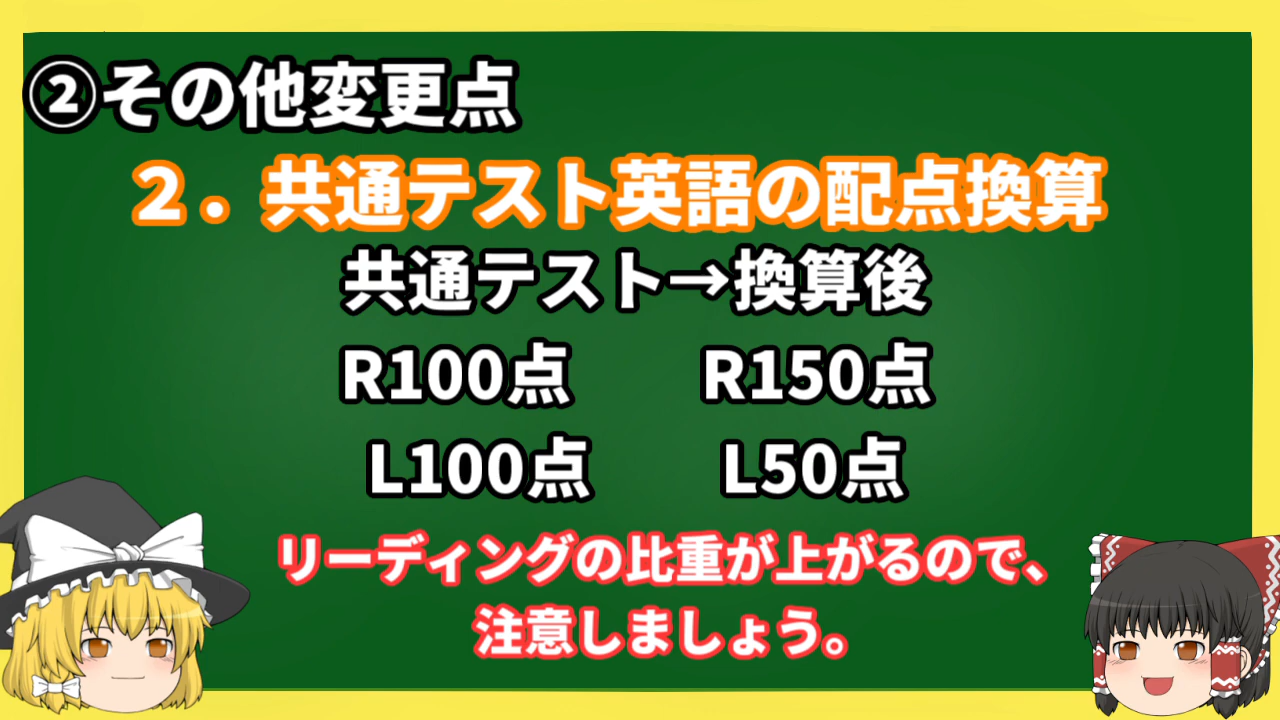 ②その他変更点
２．共通テスト英語の配点換算
共通テスト→換算後
R100点 R150点
L100点 L50点
リーディングの比重が上がるので、
注意しましょう。